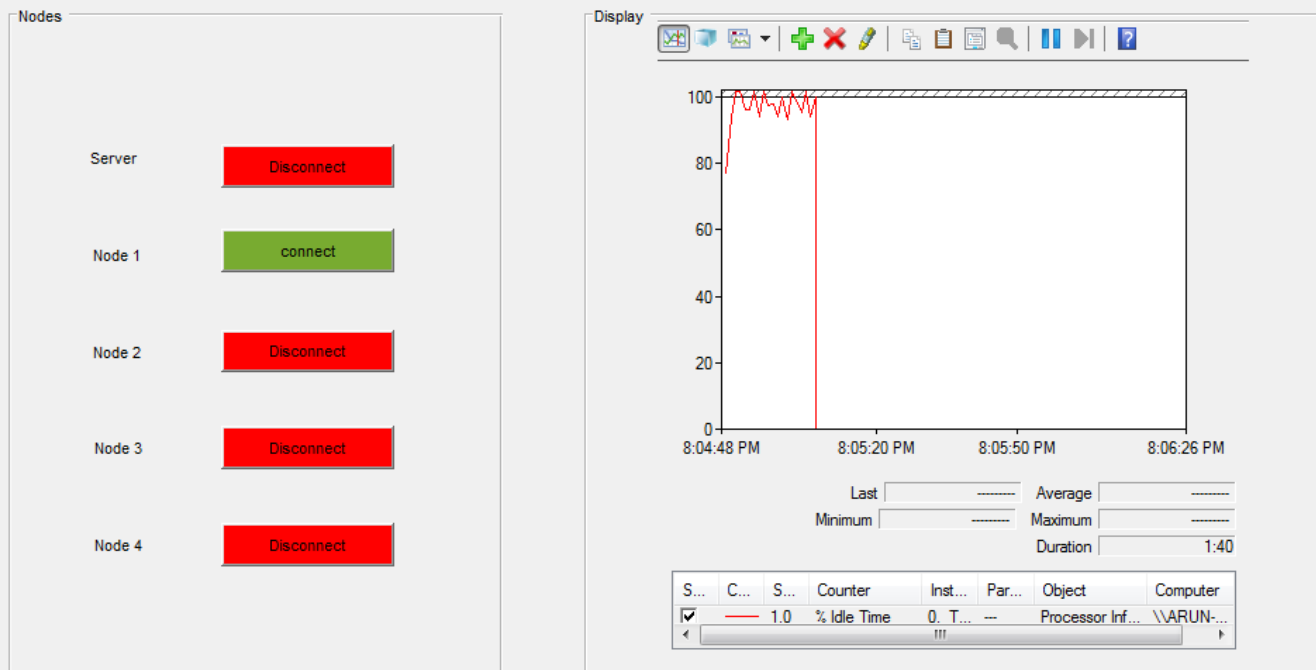 Nodes
Server
Disconnect
Node 1
connect
Node 2
Disconnect
Node 3
Disconnect
Node 4
Disconnect
Display
?
100
80
60
40
20
0
8:04:48 PM 8:05:20 PM 8:05:50 PM 8:06:26 PM
Last --------- Average ---------
Minimum --------- Maximum ---------
Duration 1:40
S... C... S... Counter Inst... Par... Object Computer
1.0 % Idle Time 0. T... --- Processor Inf... \\ARUN-...